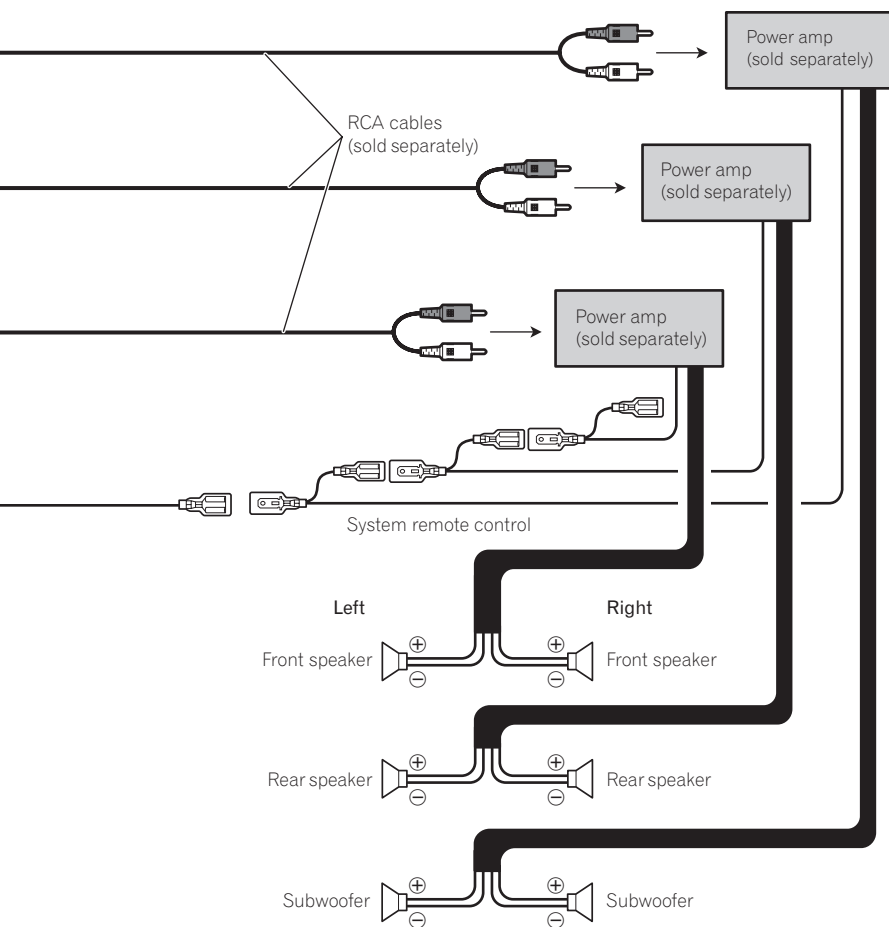 Power amp
(sold separately)
RCA cables
(sold separately)
Power amp
(sold separately)
Power amp
(sold separately)
System remote control
Left
Right
Front speaker
Front speaker
Rear speaker
Rear speaker
Subwoofer
Subwoofer